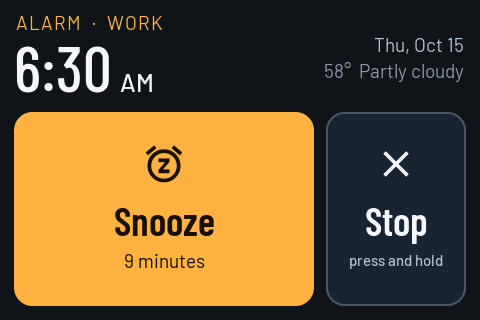 ALARM · WORK
6:30 AM
Thu, Oct 15
58° Partly cloudy
Snooze
9 minutes
Stop
press and hold